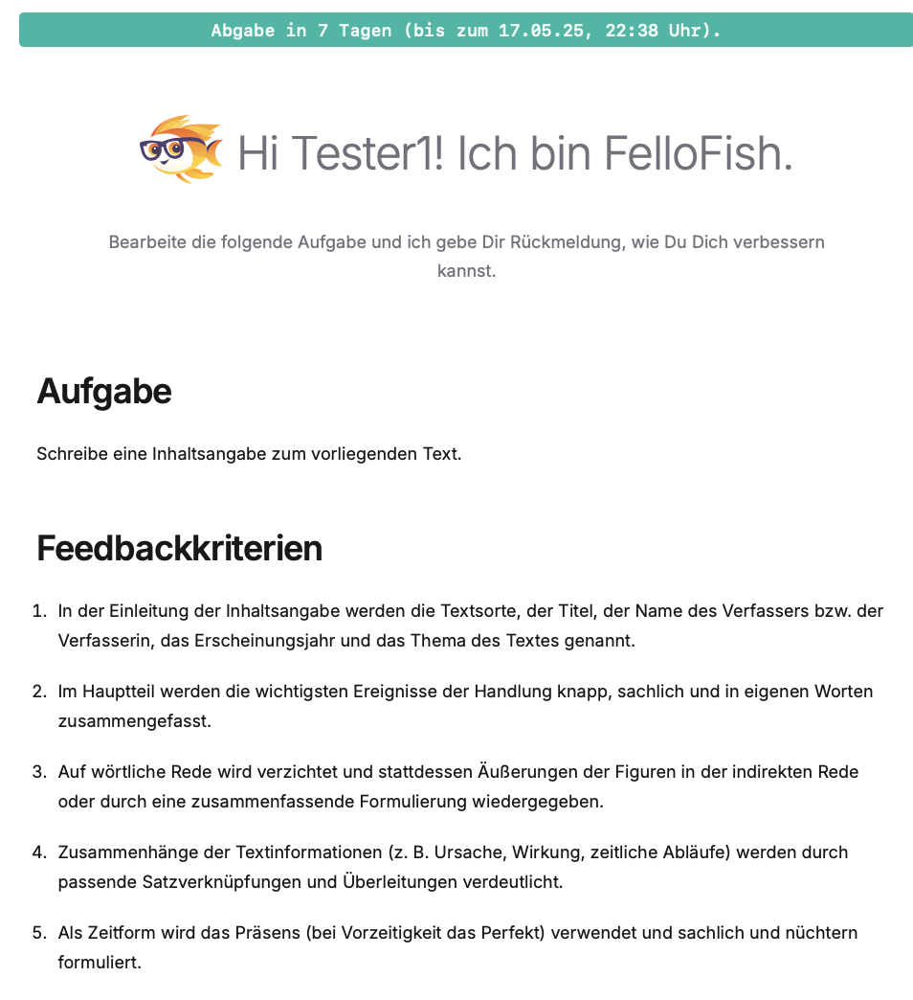 Abgabe in 7 Tagen (bis zum 17.05.25, 22:38 Uhr).
Hi Tester1! Ich bin FelloFish.
Bearbeite die folgende Aufgabe und ich gebe Dir Rückmeldung, wie Du Dich verbessern
kannst.
Aufgabe
Schreibe eine Inhaltsangabe zum vorliegenden Text.
Feedbackkriterien
1. In der Einleitung der Inhaltsangabe werden die Textsorte, der Titel, der Name des Verfassers bzw. der
Verfasserin, das Erscheinungsjahr und das Thema des Textes genannt.
2. Im Hauptteil werden die wichtigsten Ereignisse der Handlung knapp, sachlich und in eigenen Worten
zusammengefasst.
3. Auf wörtliche Rede wird verzichtet und stattdessen Äußerungen der Figuren in der indirekten Rede
oder durch eine zusammenfassende Formulierung wiedergegeben.
4. Zusammenhänge der Textinformationen (z. B. Ursache, Wirkung, zeitliche Abläufe) werden durch
passende Satzverknüpfungen und Überleitungen verdeutlicht.
5. Als Zeitform wird das Präsens (bei Vorzeitigkeit das Perfekt) verwendet und sachlich und nüchtern
formuliert.